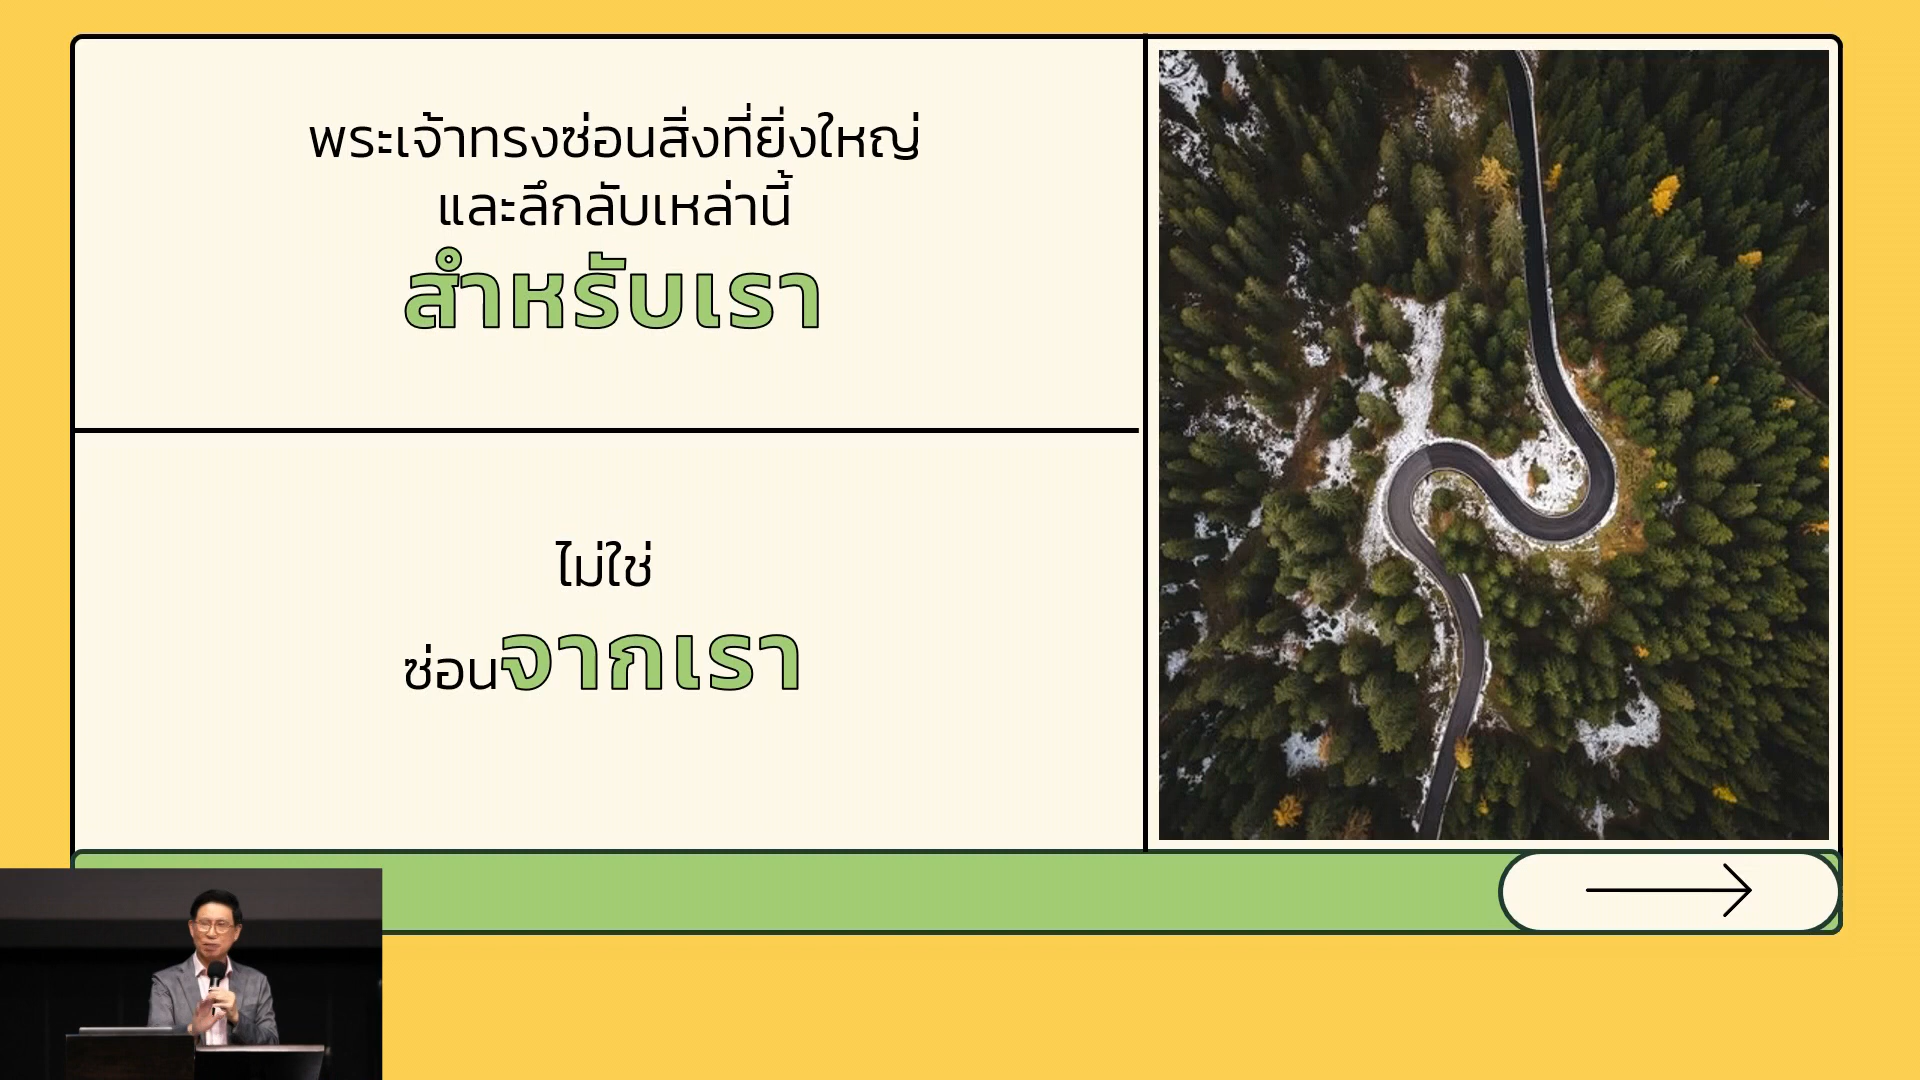 พระเจ้าทรงซ่อนสิ่งที่ยิ่งใหญ่
และลึกลับเหล่านี้
สำหรับเรา
ไม่ใช่
ซ่อนจากเรา